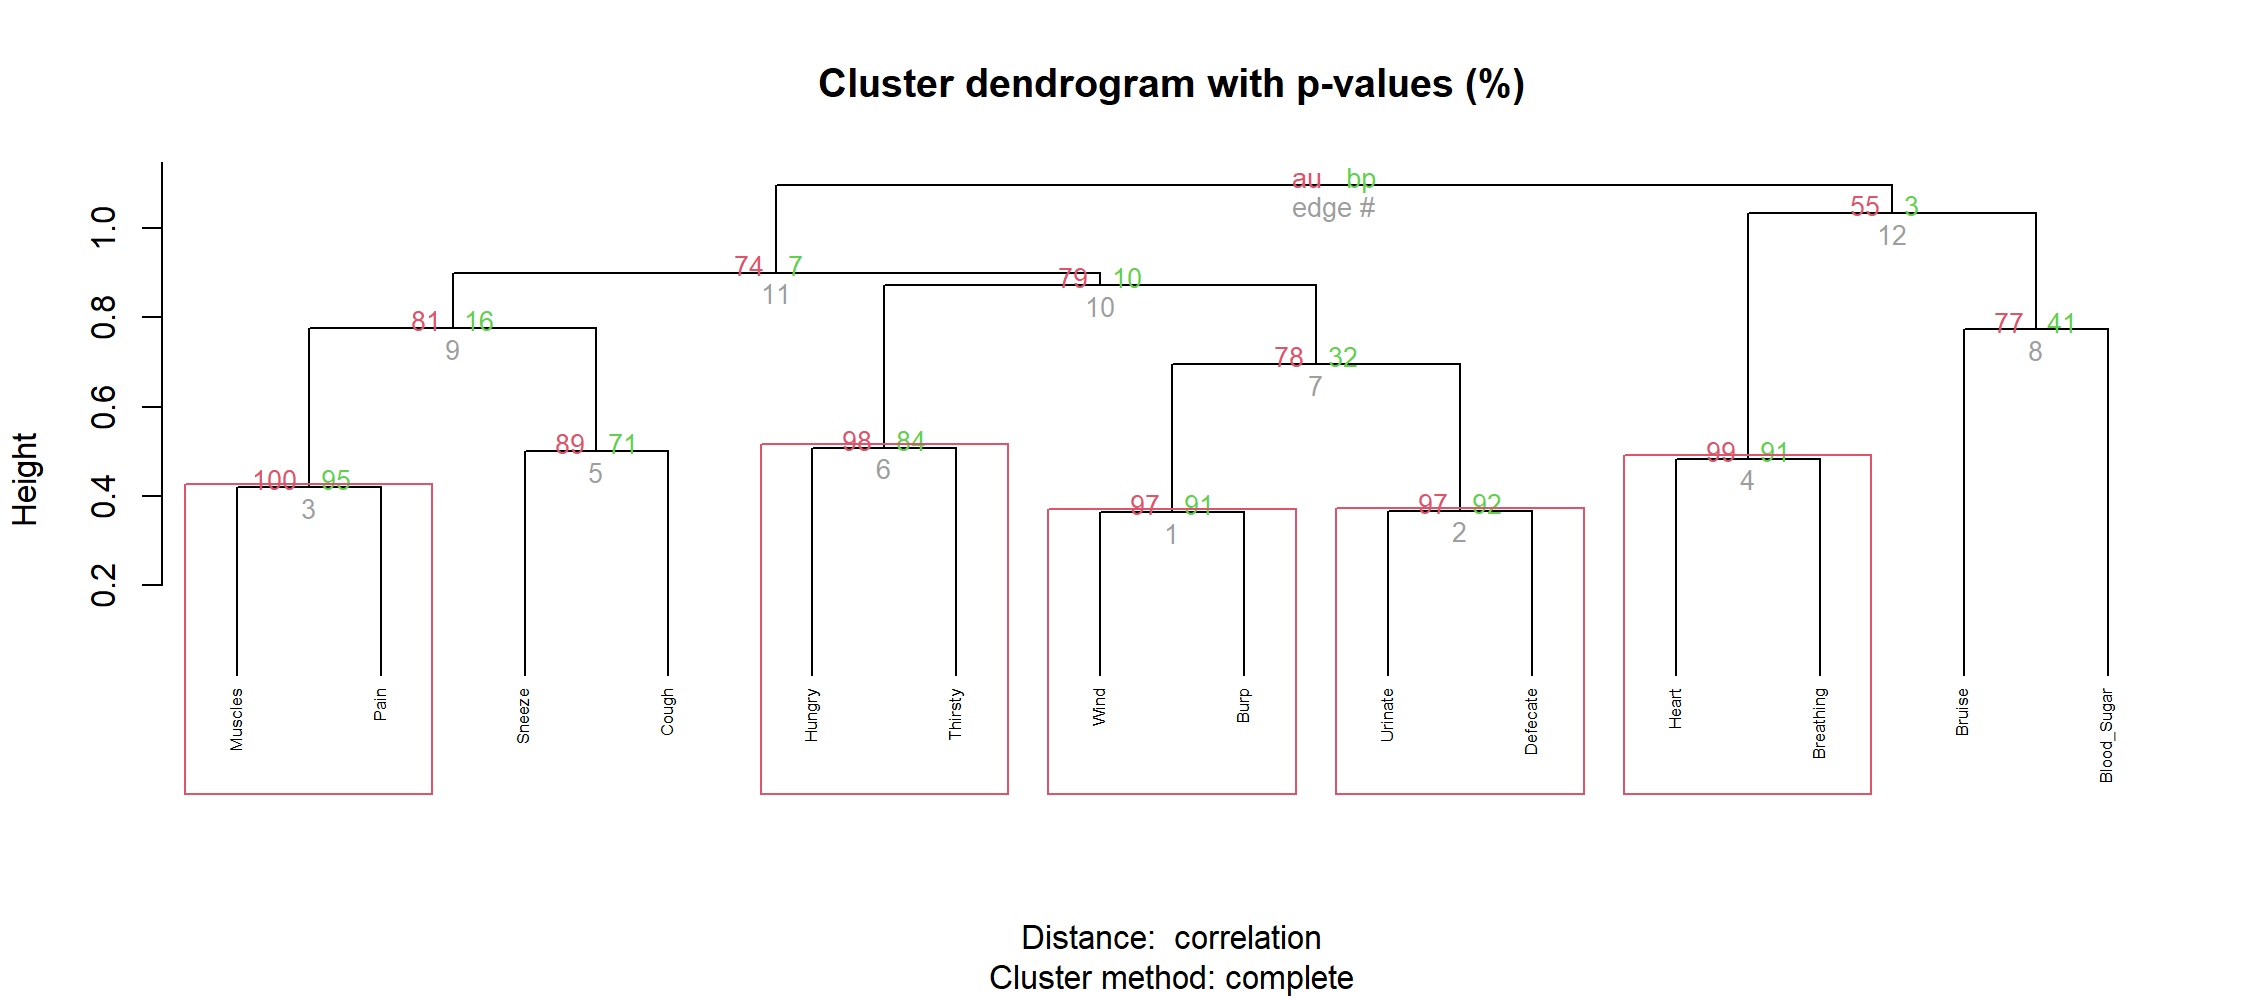 Cluster dendrogram with p-values (%)
Height
0.2 0.4 0.6 0.8 1.0
au bp
edge #
55 3
12
74 7
11
79 10
10
81 16
9
77 41
8
78 32
7
98 84
6
89 71
5
99 91
4
100 95
3
97 92
2
97 91
1
Muscles
Pain
Sneeze
Cough
Hungry
Thirsty
Wind
Burp
Urinate
Defecate
Heart
Breathing
Bruise
Blood_Sugar
Distance: correlation
Cluster method: complete